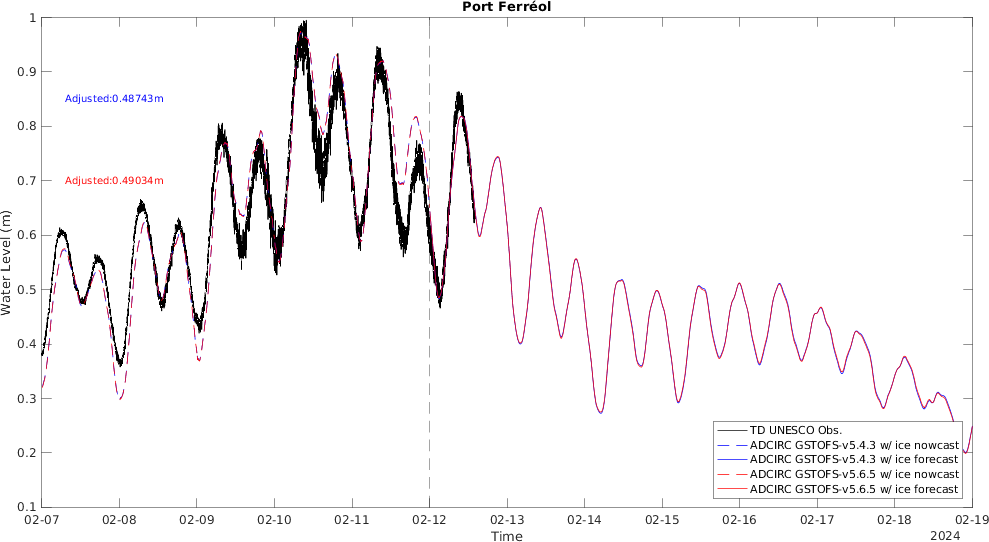 Port Ferréol
1
0.9
0.8
0.7
0.6
0.5
0.4
0.3
0.2
0.1
Water Level (m)
Adjusted:0.48743m
Adjusted:0.49034m
TD UNESCO Obs.
ADCIRC GSTOFS-v5.4.3 w/ ice nowcast
ADCIRC GSTOFS-v5.4.3 w/ ice forecast
ADCIRC GSTOFS-v5.6.5 w/ ice nowcast
ADCIRC GSTOFS-v5.6.5 w/ ice forecast
02-07 02-08 02-09 02-10 02-11 02-12 02-13 02-14 02-15 02-16 02-17 02-18 02-19
Time
2024